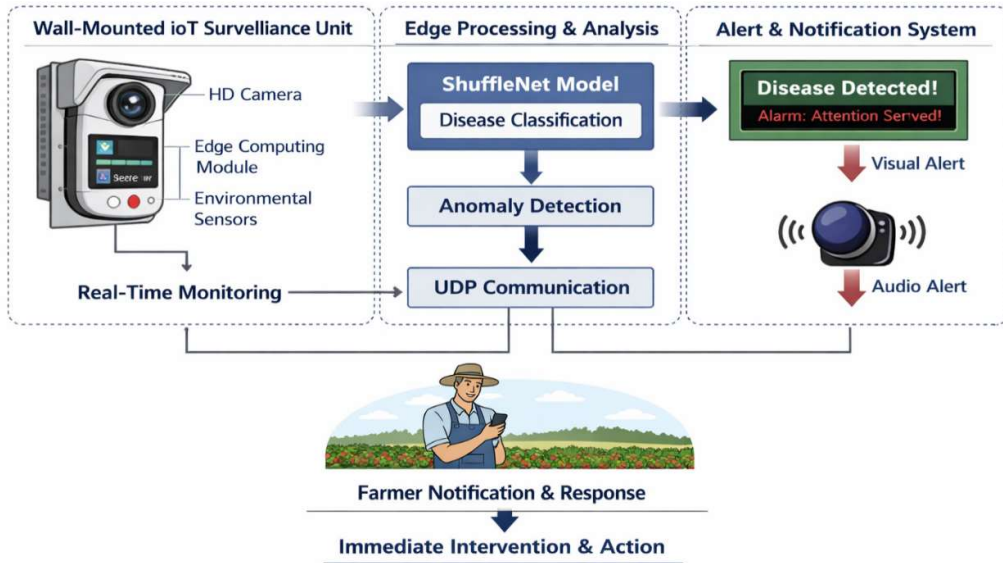 Wall-Mounted ioT Survellance Unit
HD Camera
Edge Computing
Module
Environmental
Sensors
Real-Time Monitoring
Edge Processing & Analysis
ShuffleNet Model
Disease Classification
Anomaly Detection
UDP Communication
Alert & Notification System
Disease Detected!
Alarm: Attention Served!
Visual Alert
Audio Alert
Farmer Notification & Response
Immediate Intervention & Action